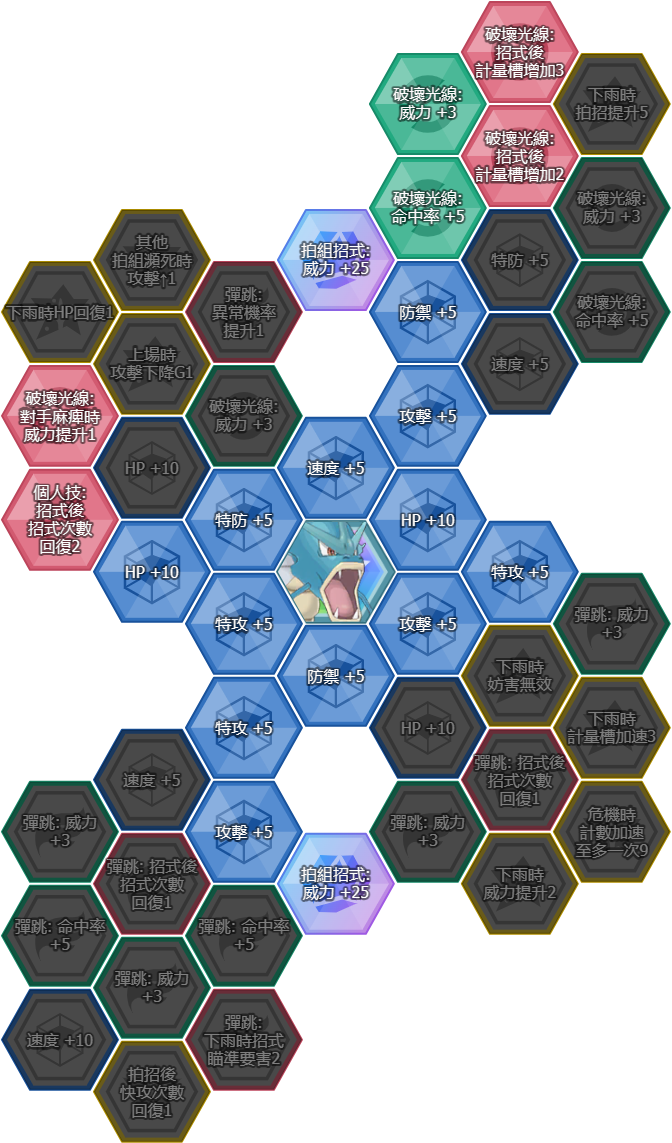 破壞光線:
招式後
計量槽增加3
破壞光線:
威力 +3
下雨時
拍招提升5
破壞光線:
招式後
計量槽增加2
破壞光線:
命中率 +5
破壞光線:
威力 +3
其他
拍組瀕死時
攻擊↑1
拍組招式:
威力 +25
特防 +5
下雨時HP回復1
彈跳:
異常機率
提升1
防禦 +5
破壞光線:
命中率 +5
上場時
攻擊下降G1
速度 +5
破壞光線:
對手麻痺時
威力提升1
破壞光線:
威力 +3
攻擊 +5
HP +10
速度 +5
個人技:
招式後
招式次數
回復2
特防 +5
HP +10
HP +10
特攻 +5
特攻 +5
攻擊 +5
彈跳: 威力
+3
防禦 +5
下雨時
妨害無效
特攻 +5
HP +10
下雨時
計量槽加速3
速度 +5
彈跳: 招式後
招式次數
回復1
彈跳: 威力
+3
攻擊 +5
彈跳: 威力
+3
危機時
計數加速
至多一次9
彈跳: 招式後
招式次數
回復1
拍組招式:
威力 +25
下雨時
威力提升2
彈跳: 命中率
+5
彈跳: 命中率
+5
彈跳: 威力
+3
速度 +10
彈跳:
下雨時招式
瞄準要害2
拍招後
快攻次數
回復1